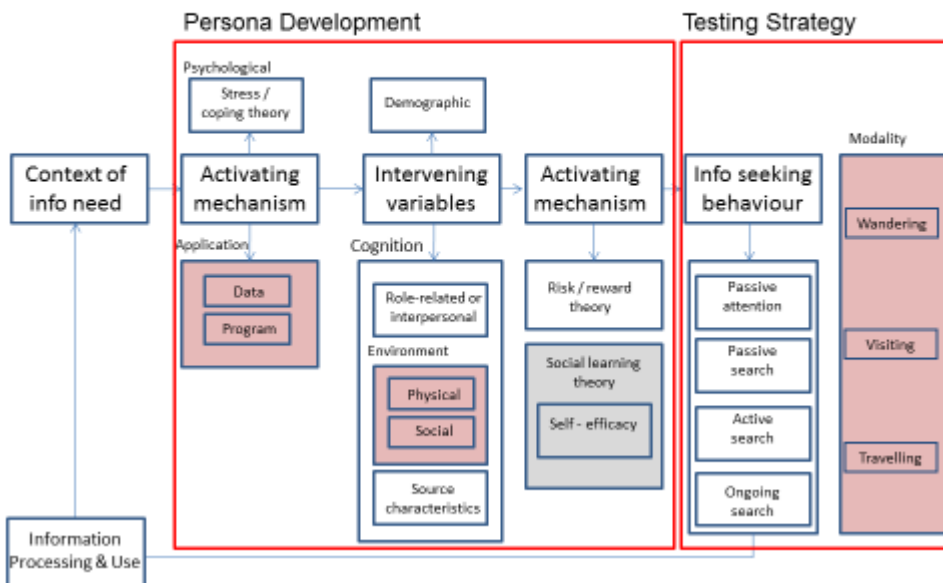 Persona Development
Testing Strategy
Psychological
Stress /
coping theory
Demographic
Modality
Context of
info need
Activating
mechanism
Intervening
variables
Activating
mechanism
Info seeking
behaviour
Wandering
Visiting
Travelling
Application
Data
Program
Cognition
Role-related or
interpersonal
Environment
Physical
Social
Source
characteristics
Risk / reward
theory
Social learning
theory
Self - efficacy
Passive
attention
Passive
search
Active
search
Ongoing
search
Information
Processing & Use